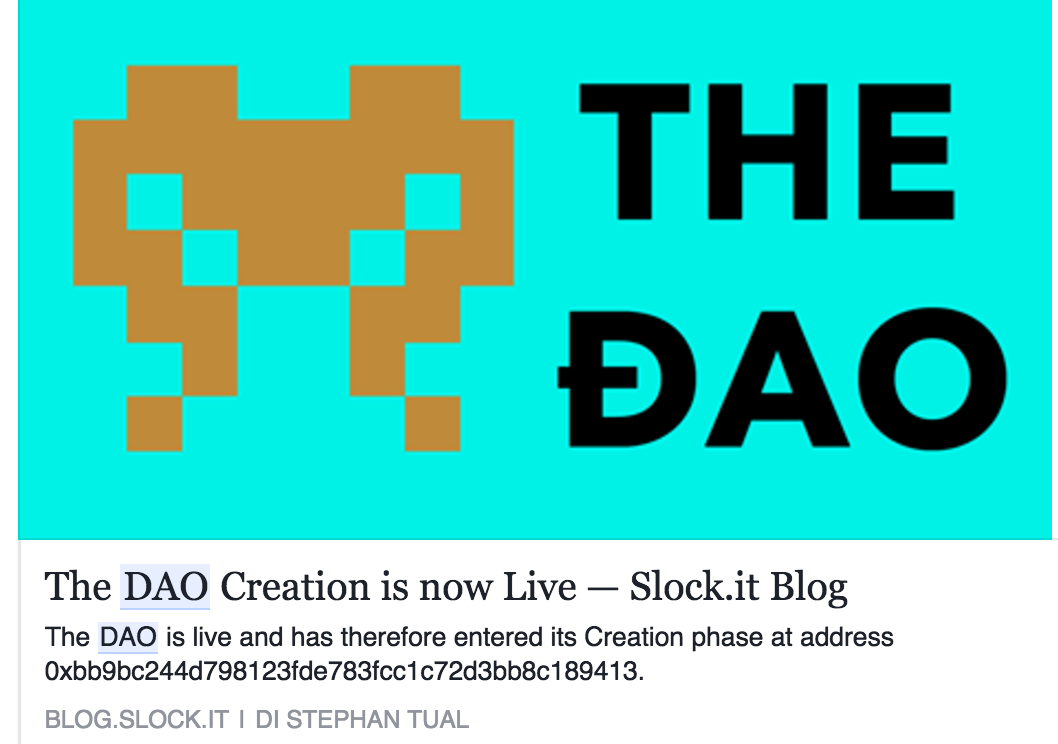 THE
ĐAO
The DAO Creation is now Live — Slock.it Blog
The DAO is live and has therefore entered its Creation phase at address
0xbb9bc244d798123fde783fcc1c72d3bb8c189413.
BLOG.SLOCK.IT I DI STEPHAN TUAL